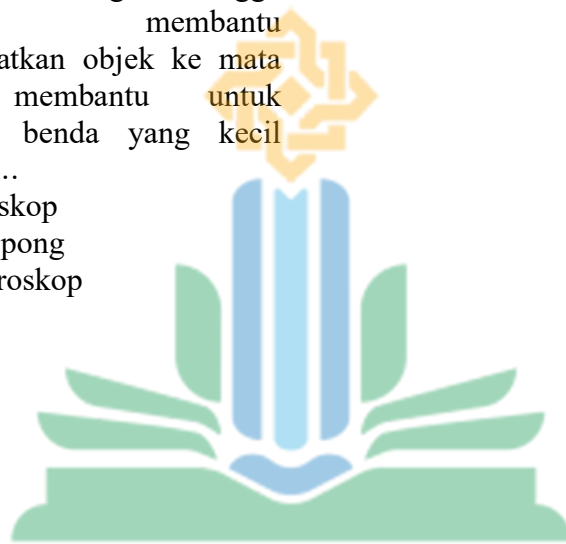 membantu
atkan objek ke mata
membantu untuk
benda yang kecil
...
skop
pong
roskop